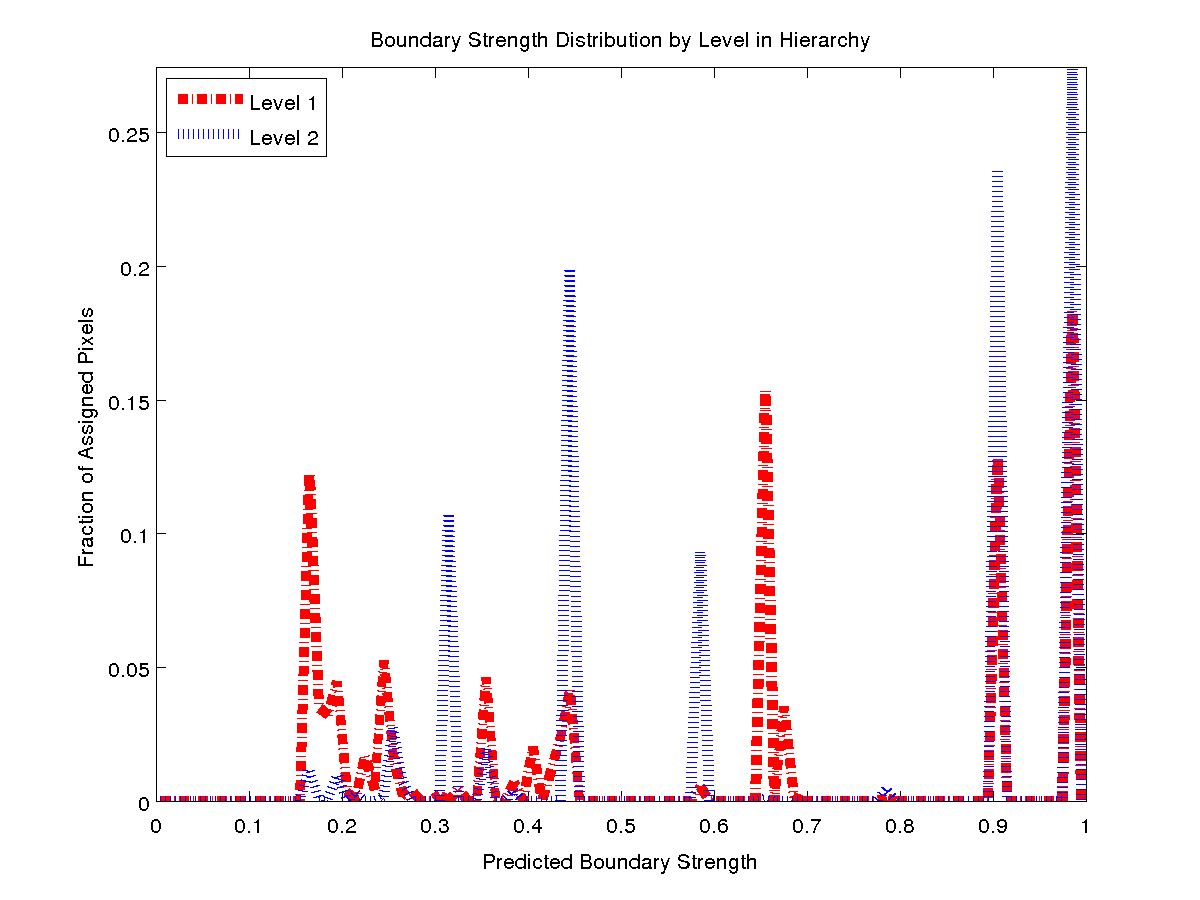 Boundary Strength Distribution by Level in Hierarchy
Level 1
Level 2
0.25
0.2
0.15
0.1
0.05
0
Fraction of Assigned Pixels
0 0.1 0.2 0.3 0.4 0.5 0.6 0.7 0.8 0.9 1
Predicted Boundary Strength